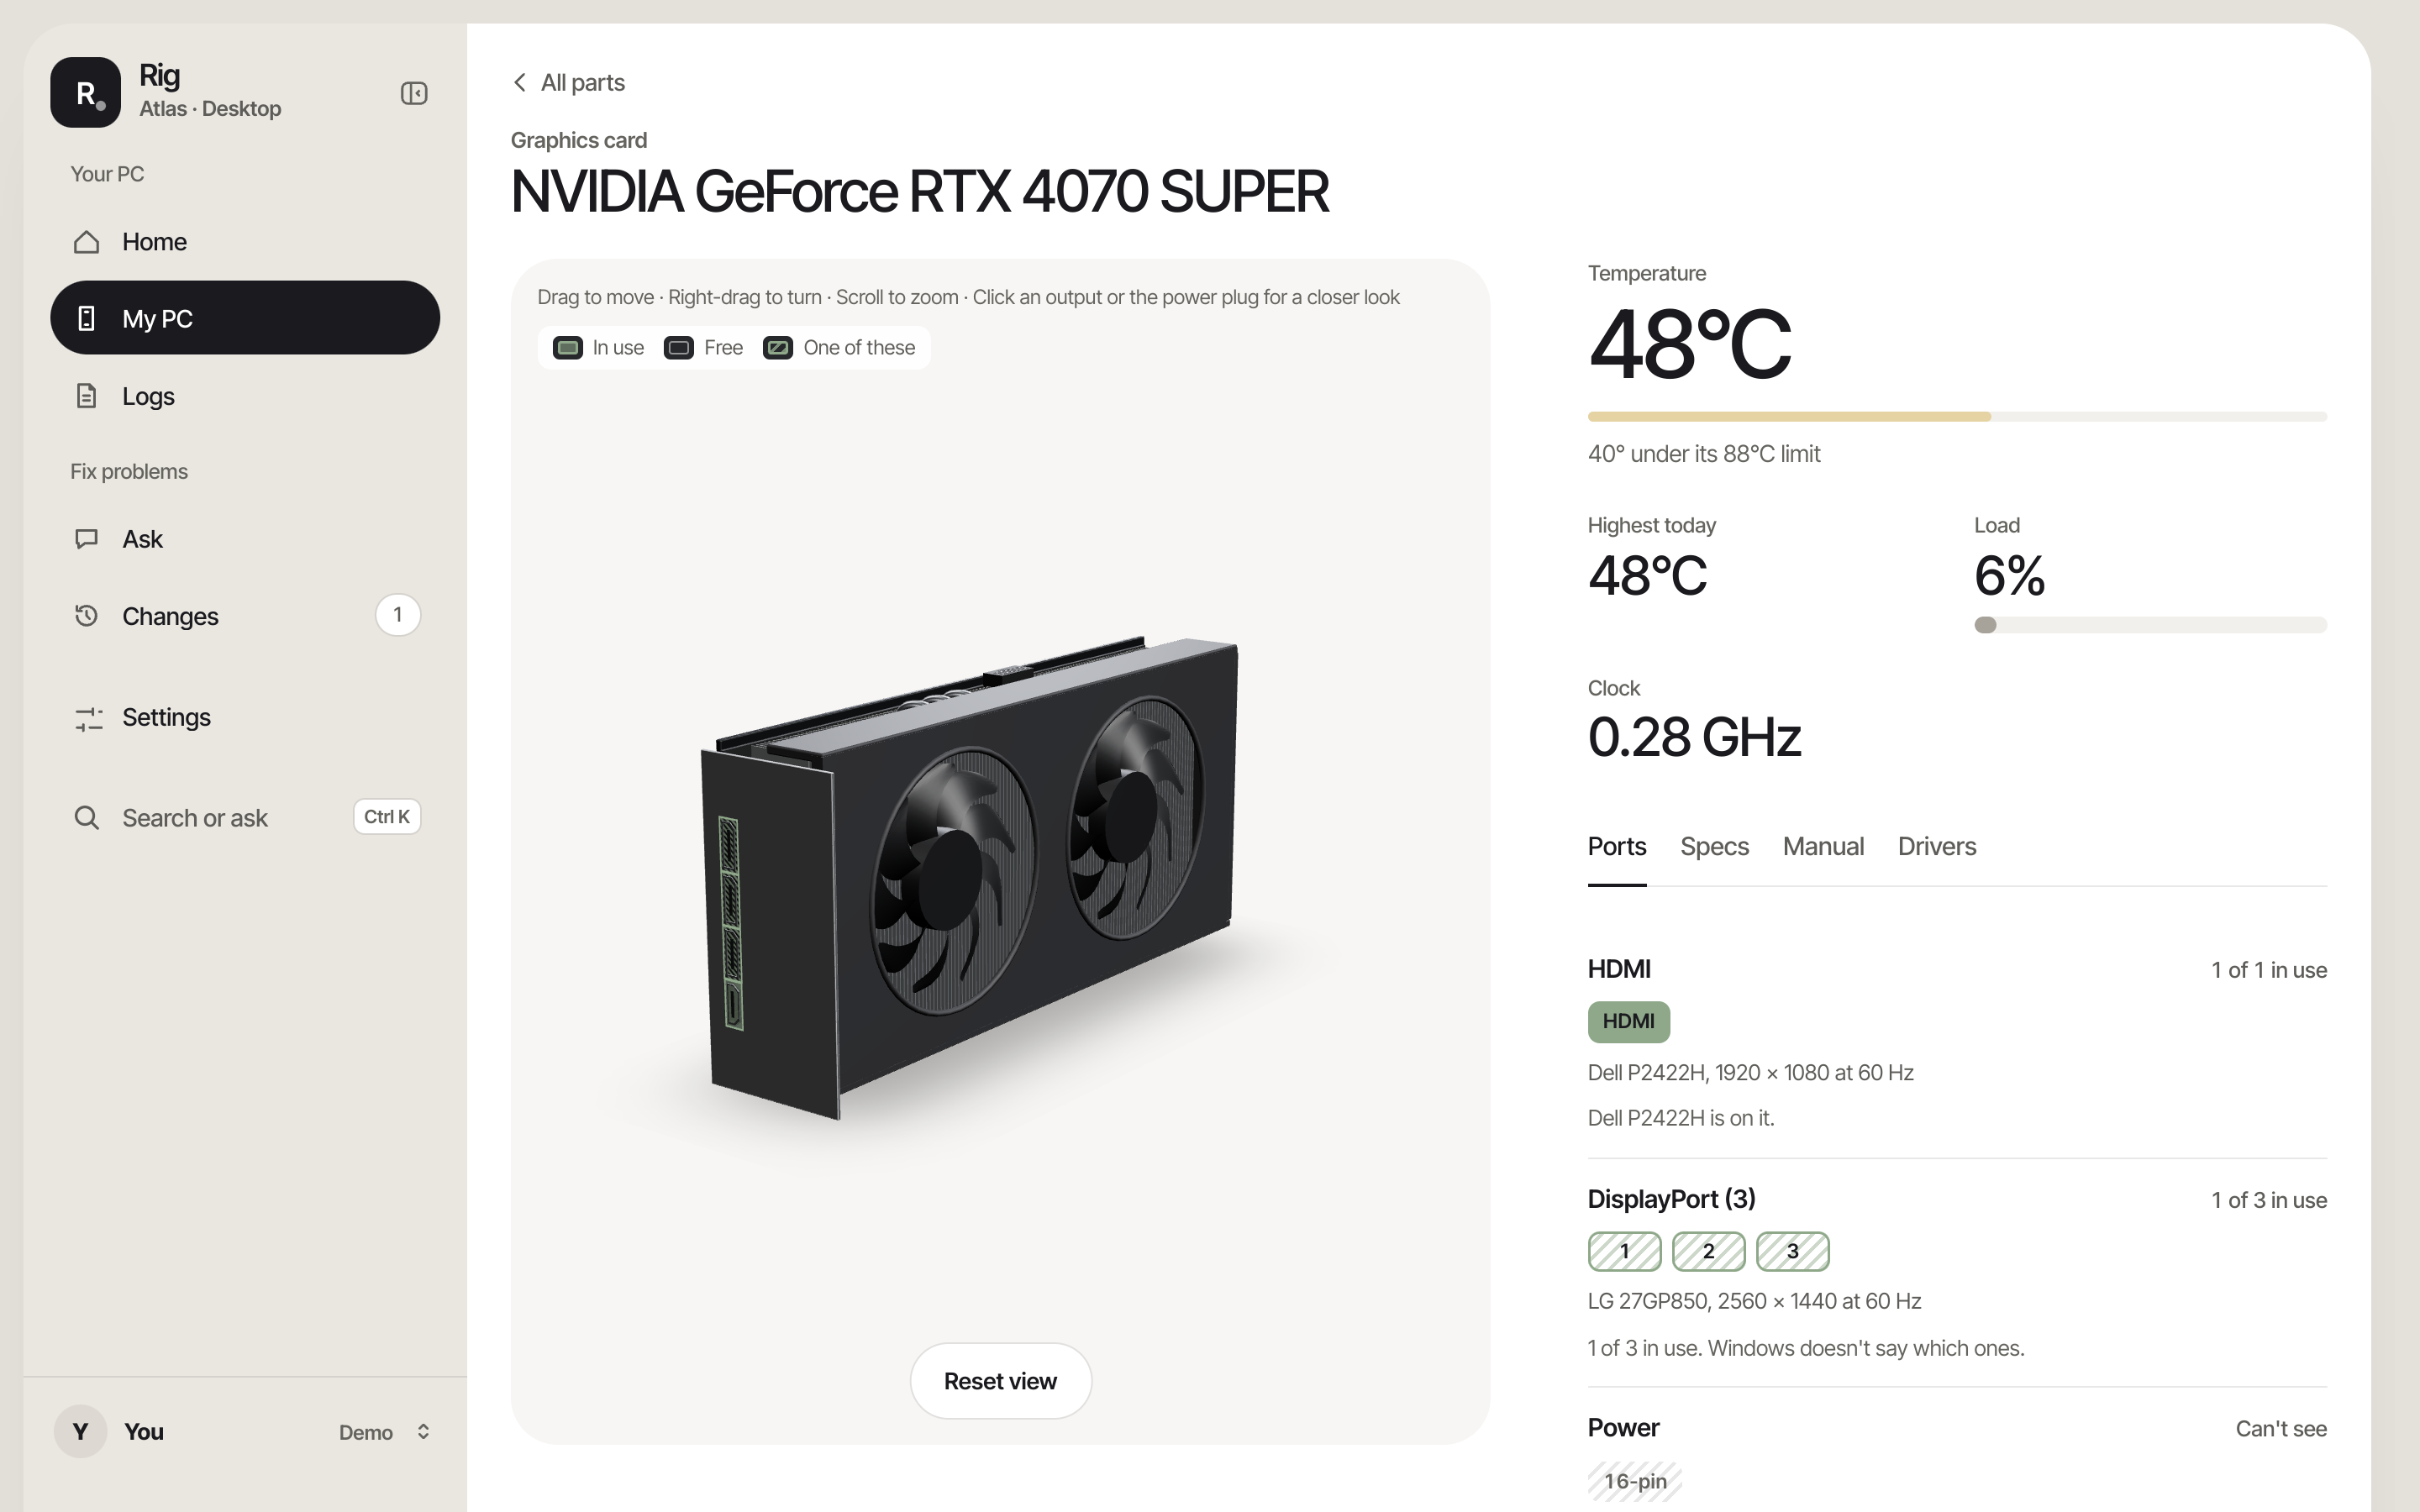 R.
Rig
Atlas · Desktop
Your PC
Home
My PC
Logs
Fix problems
Ask
Changes
1
Settings
Search or ask
Ctrl K
Y
You
Demo
All parts
Graphics card
NVIDIA GeForce RTX 4070 SUPER
Drag to move · Right-drag to turn · Scroll to zoom · Click an output or the power plug for a closer look
In use
Free
One of these
Reset view
Temperature
48°C
40° under its 88°C limit
Highest today
48°C
Load
6%
Clock
0.28 GHz
Ports
Specs
Manual
Drivers
HDMI
1 of 1 in use
HDMI
Dell P2422H, 1920 × 1080 at 60 Hz
Dell P2422H is on it.
DisplayPort (3)
1 of 3 in use
1
2
3
LG 27GP850, 2560 × 1440 at 60 Hz
1 of 3 in use. Windows doesn't say which ones.
Power
Can't see
16-pin